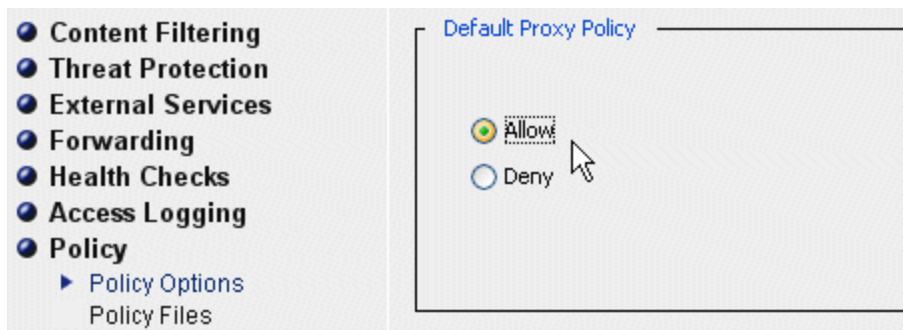 Content Filtering
Threat Protection
External Services
Forwarding
Health Checks
Access Logging
Policy
Policy Options
Policy Files
Default Proxy Policy
Allow
Deny